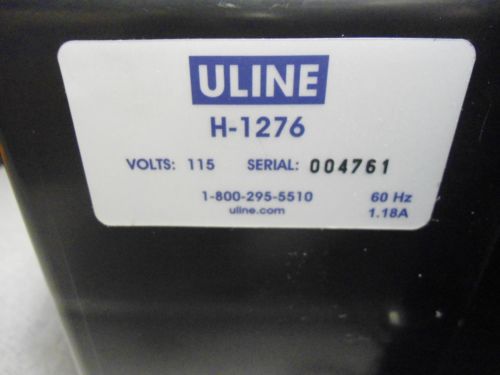 ULINE
H-1276
VOLTS: 115 SERIAL: 004761
1-800-295-5510 60 Hz
uline.com 1.18A